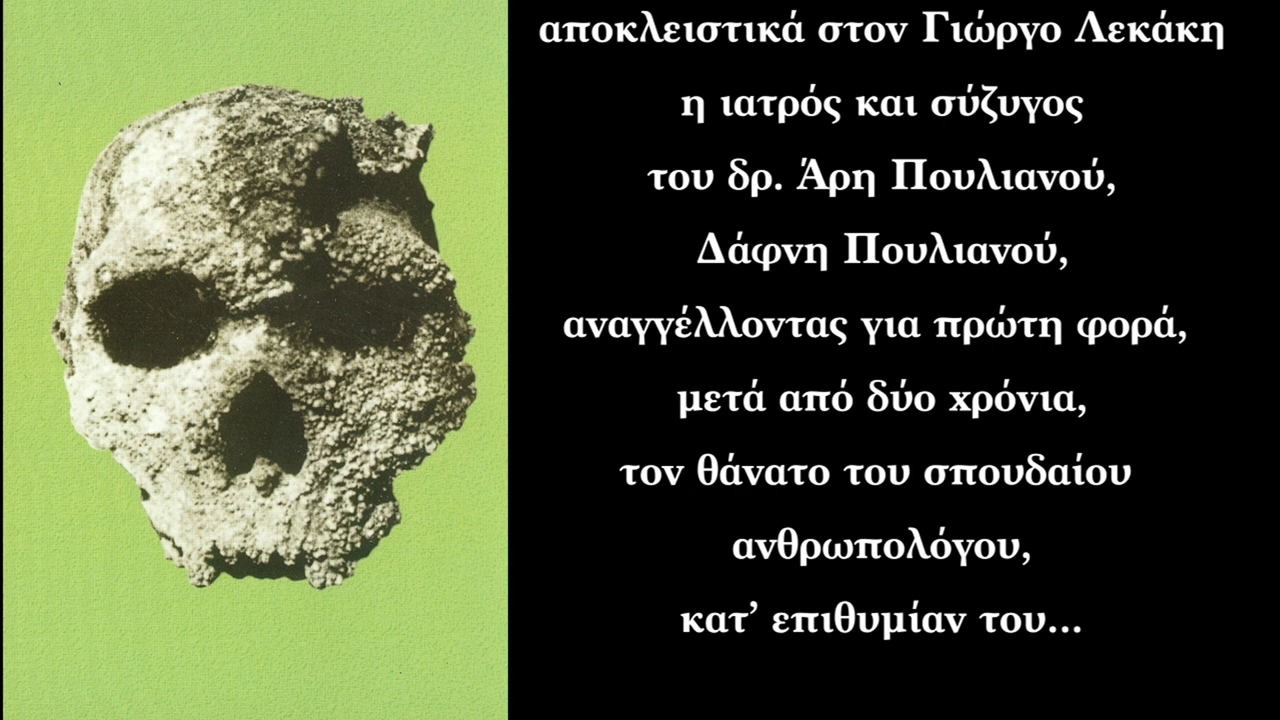 αποκλειστικά στον Γιώργο Λεκάκη
η ιατρός και σύζυγος
του δρ. Άρη Πουλιανού,
Δάφνη Πουλιανού,
αναγγέλλοντας για πρώτη φορά,
μετά από δύο χρόνια,
τον θάνατο του σπουδαίου
ανθρωπολόγου,
κατ’ επιθυμίαν του...